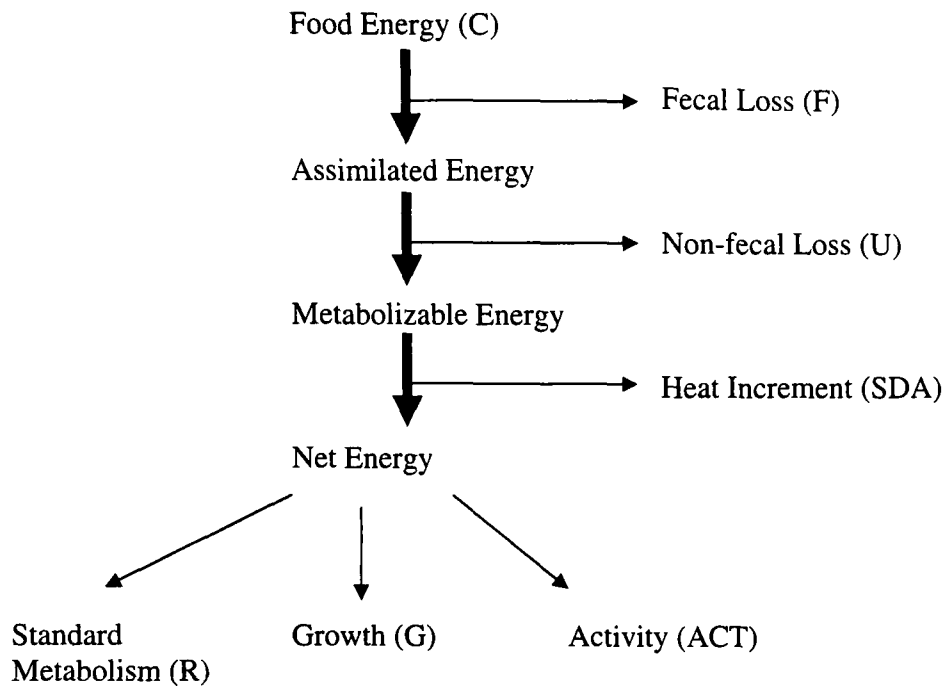 Food Energy (C)
Fecal Loss (F)
Assimilated Energy
Non-fecal Loss (U)
Metabolizable Energy
Heat Increment (SDA)
Net Energy
Standard
Metabolism (R)
Growth (G)
Activity (ACT)